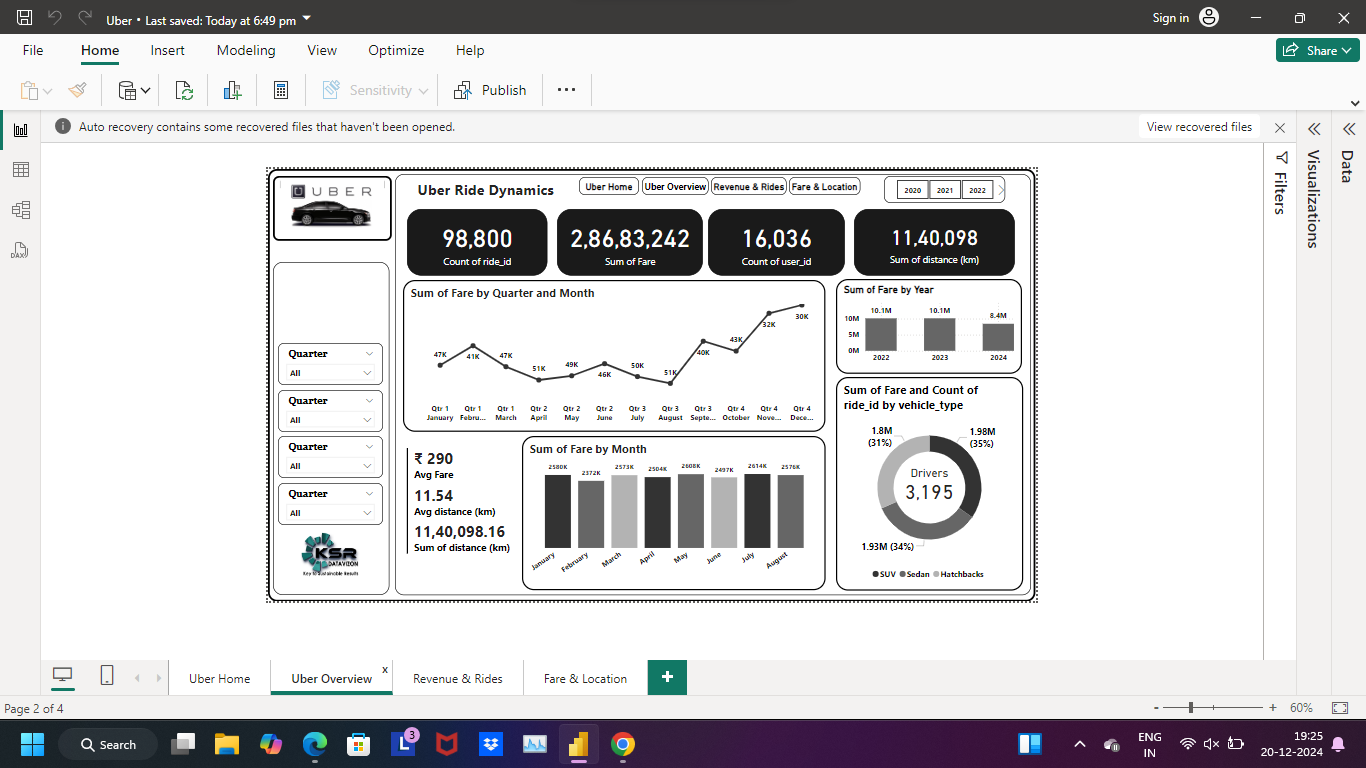 Uber • Last saved: Today at 6:49 pm
Sign in
File Home Insert Modeling View Optimize Help
Share
Sensitivity
Publish
Auto recovery contains some recovered files that haven't been opened.
View recovered files
UBER
Uber Ride Dynamics
Uber Home
Uber Overview
Revenue & Rides
Fare & Location
2020 2021 2022
98,800
Count of ride_id
2,86,83,242
Sum of Fare
16,036
Count of user_id
11,40,098
Sum of distance (km)
Quarter
All
Quarter
All
Quarter
All
Quarter
All
KSR
DATAVIZON
Key to Sustainable Results
Sum of Fare by Quarter and Month
47K 41K 47K 51K 49K 46K 50K 51K 40K 43K 32K 30K
Qtr 1 Qtr 1 Qtr 1 Qtr 2 Qtr 2 Qtr 2 Qtr 3 Qtr 3 Qtr 3 Qtr 4 Qtr 4 Qtr 4
January Febru... March April May June July August Septe... October Nove... Dece...
Sum of Fare by Year
10.1M 10.1M 8.4M
10M
5M
0M
2022 2023 2024
₹ 290
Avg Fare
11.54
Avg distance (km)
11,40,098.16
Sum of distance (km)
Sum of Fare by Month
2580K 2372K 2573K 2504K 2608K 2497K 2614K 2576K
January February March April May June July August
Sum of Fare and Count of
ride_id by vehicle_type
1.8M
(31%)
1.98M
(35%)
Drivers
3,195
1.93M (34%)
SUV Sedan Hatchbacks
Filters
Visualizations
Data
DAX
Uber Home
Uber Overview
x
Revenue & Rides
Fare & Location
+
Page 2 of 4
- + 60%
Search
L
3
ENG
IN
19:25
20-12-2024